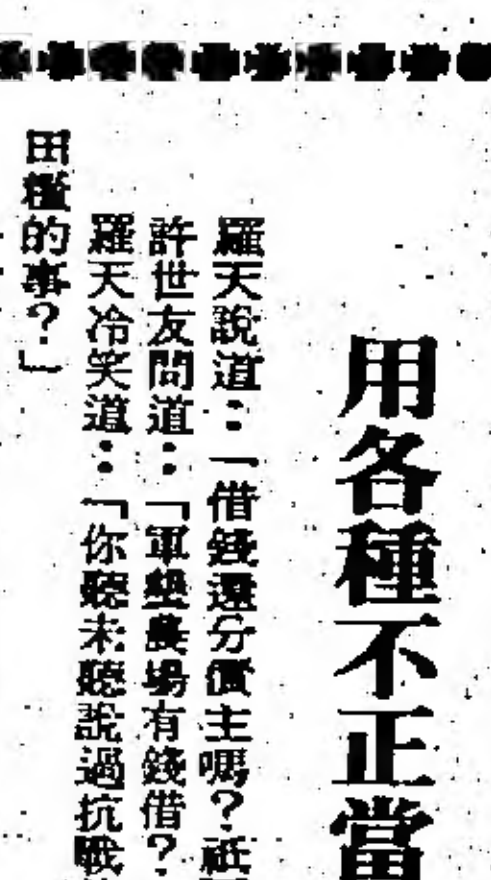 用各種不正當
羅天說道：「借錢還分債主嗎？祇
許世友問道：「軍墾農場有錢借？
羅天冷笑道：「你聽未聽說過抗戰
田糧的事？」